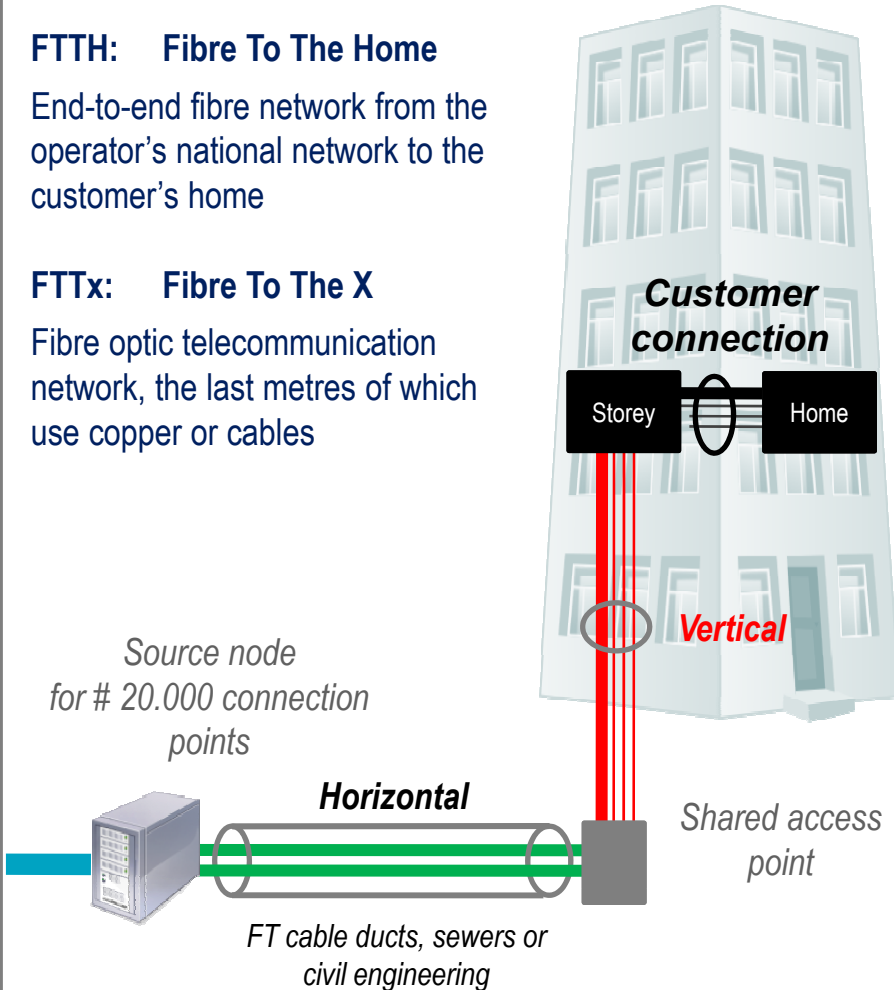 FTTH: Fibre To The Home
End-to-end fibre network from the
operator’s national network to the
customer’s home
FTTx: Fibre To The X
Fibre optic telecommunication
network, the last metres of which
use copper or cables
Customer
connection
Storey
Home
Vertical
Source node
for # 20.000 connection
points
Horizontal
Shared access
point
FT cable ducts, sewers or
civil engineering